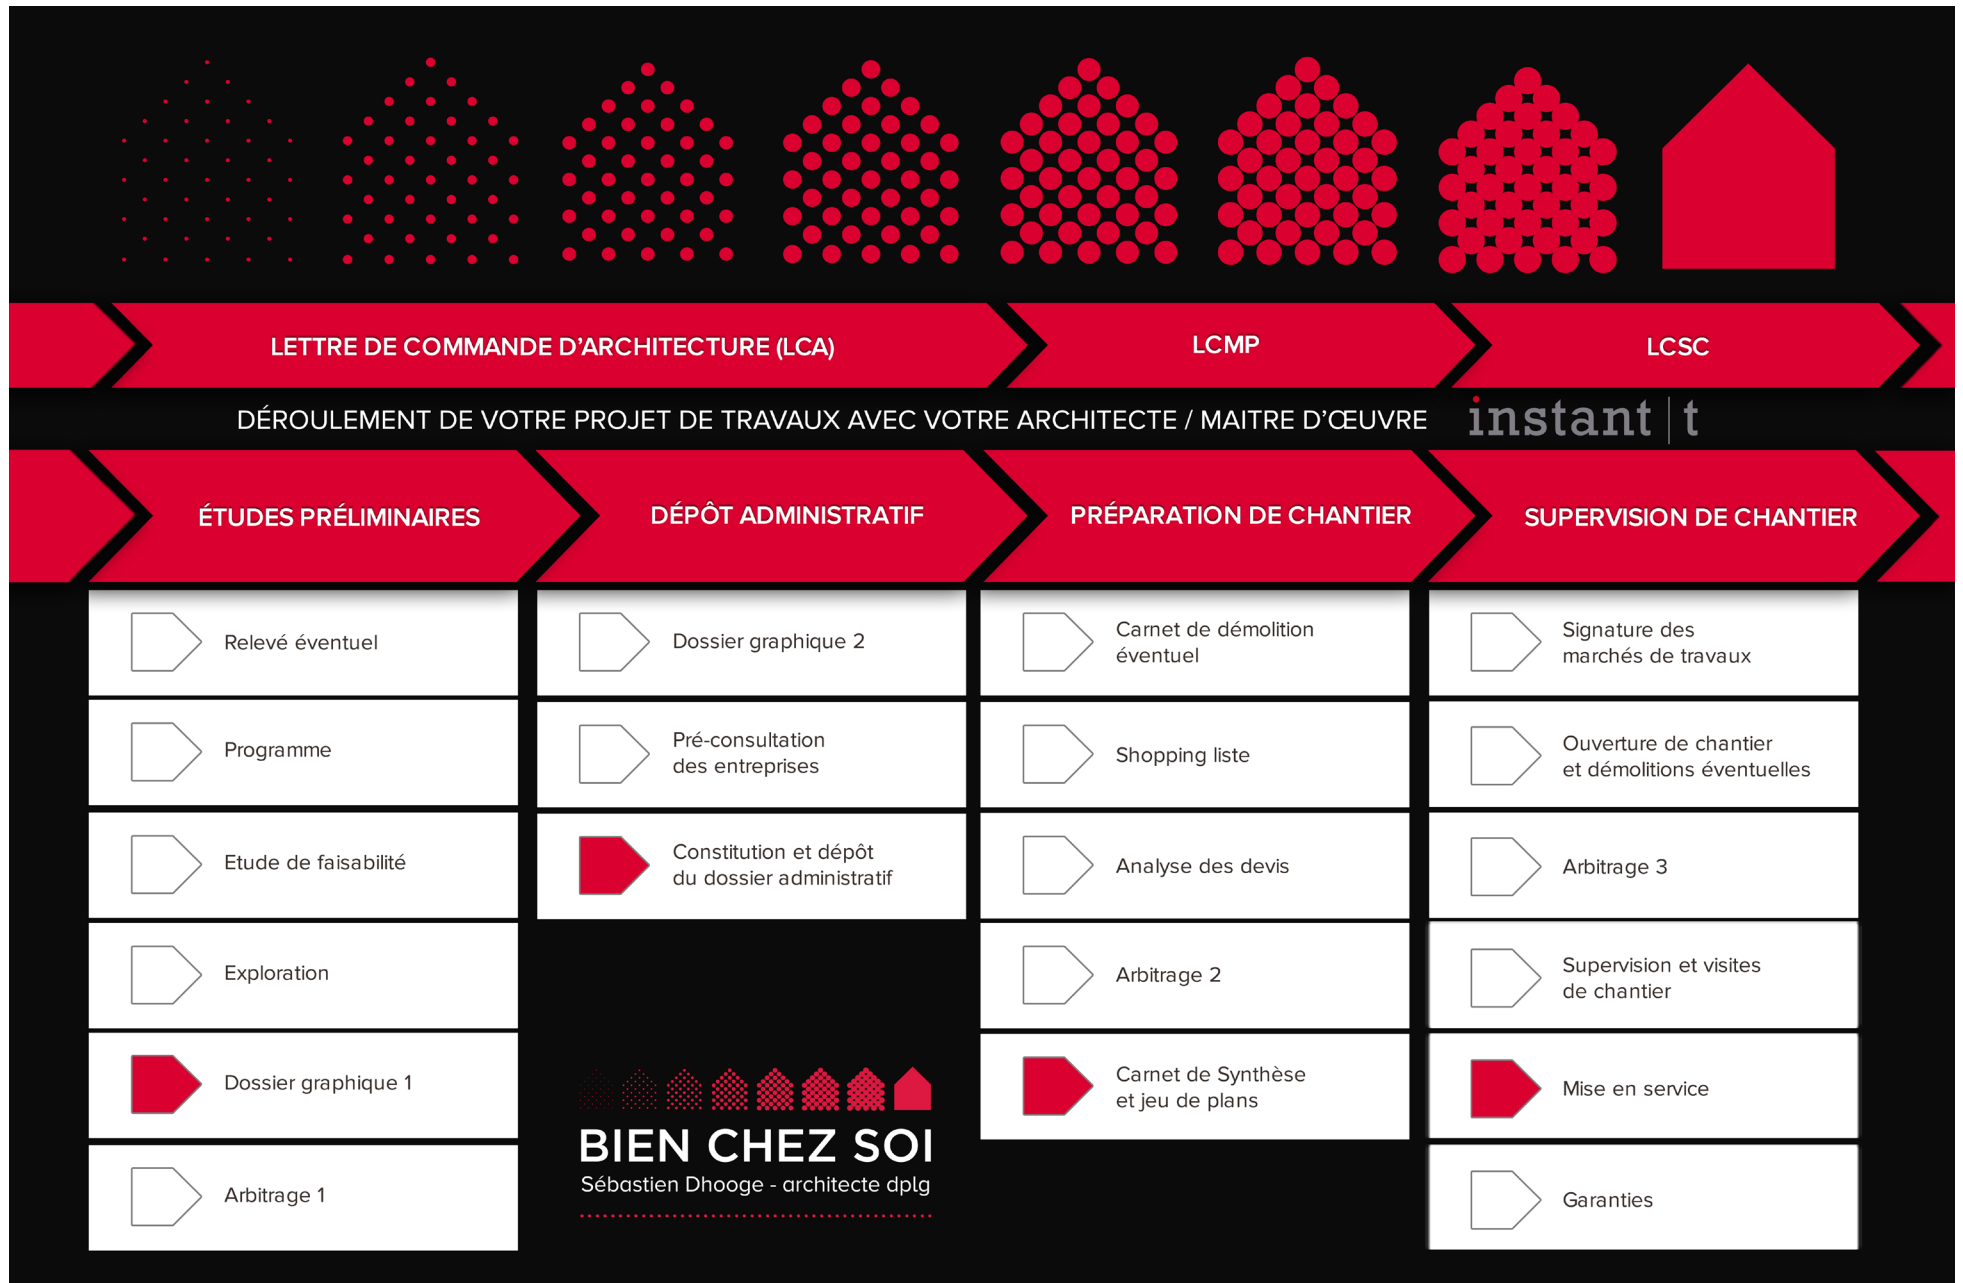 LETTRE DE COMMANDE D’ARCHITECTURE (LCA)
LCMP
LCSC
DÉROULEMENT DE VOTRE PROJET DE TRAVAUX AVEC VOTRE ARCHITECTE / MAITRE D’ŒUVRE
instant|t
ÉTUDES PRÉLIMINAIRES
Relevé éventuel
Programme
Etude de faisabilité
Exploration
Dossier graphique 1
Arbitrage 1
DÉPÔT ADMINISTRATIF
Dossier graphique 2
Pré-consultation
des entreprises
Constitution et dépôt
du dossier administratif
BIEN CHEZ SOI
Sébastien Dhooge - architecte dplg
PRÉPARATION DE CHANTIER
Carnet de démolition
éventuel
Shopping liste
Analyse des devis
Arbitrage 2
Carnet de Synthèse
et jeu de plans
SUPERVISION DE CHANTIER
Signature des
marchés de travaux
Ouverture de chantier
et démolitions éventuelles
Arbitrage 3
Supervision et visites
de chantier
Mise en service
Garanties